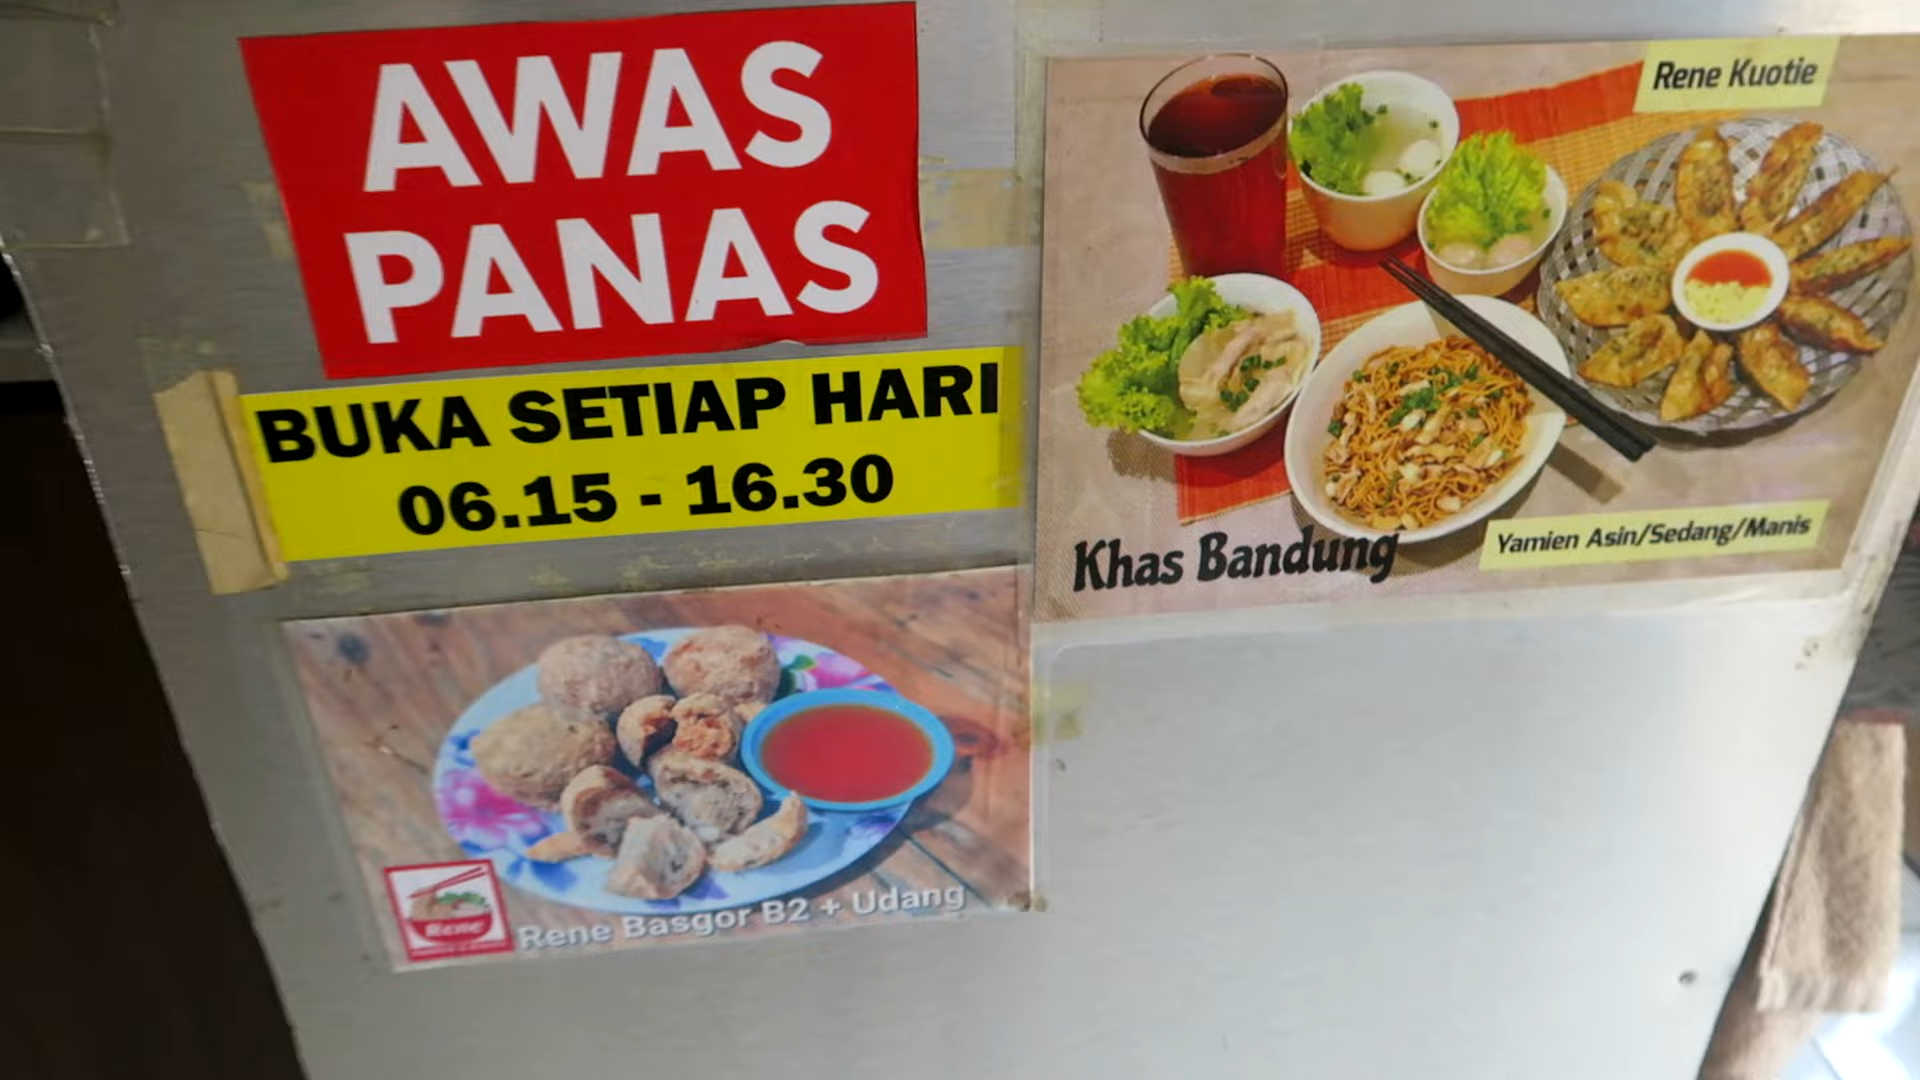 AWAS
PANAS
BUKA SETIAP HARI
06.15 - 16.30
Rene Kuotie
Khas Bandung
Yamien Asin/Sedang/Manis
Rene
Rene Basgor B2 + Udang